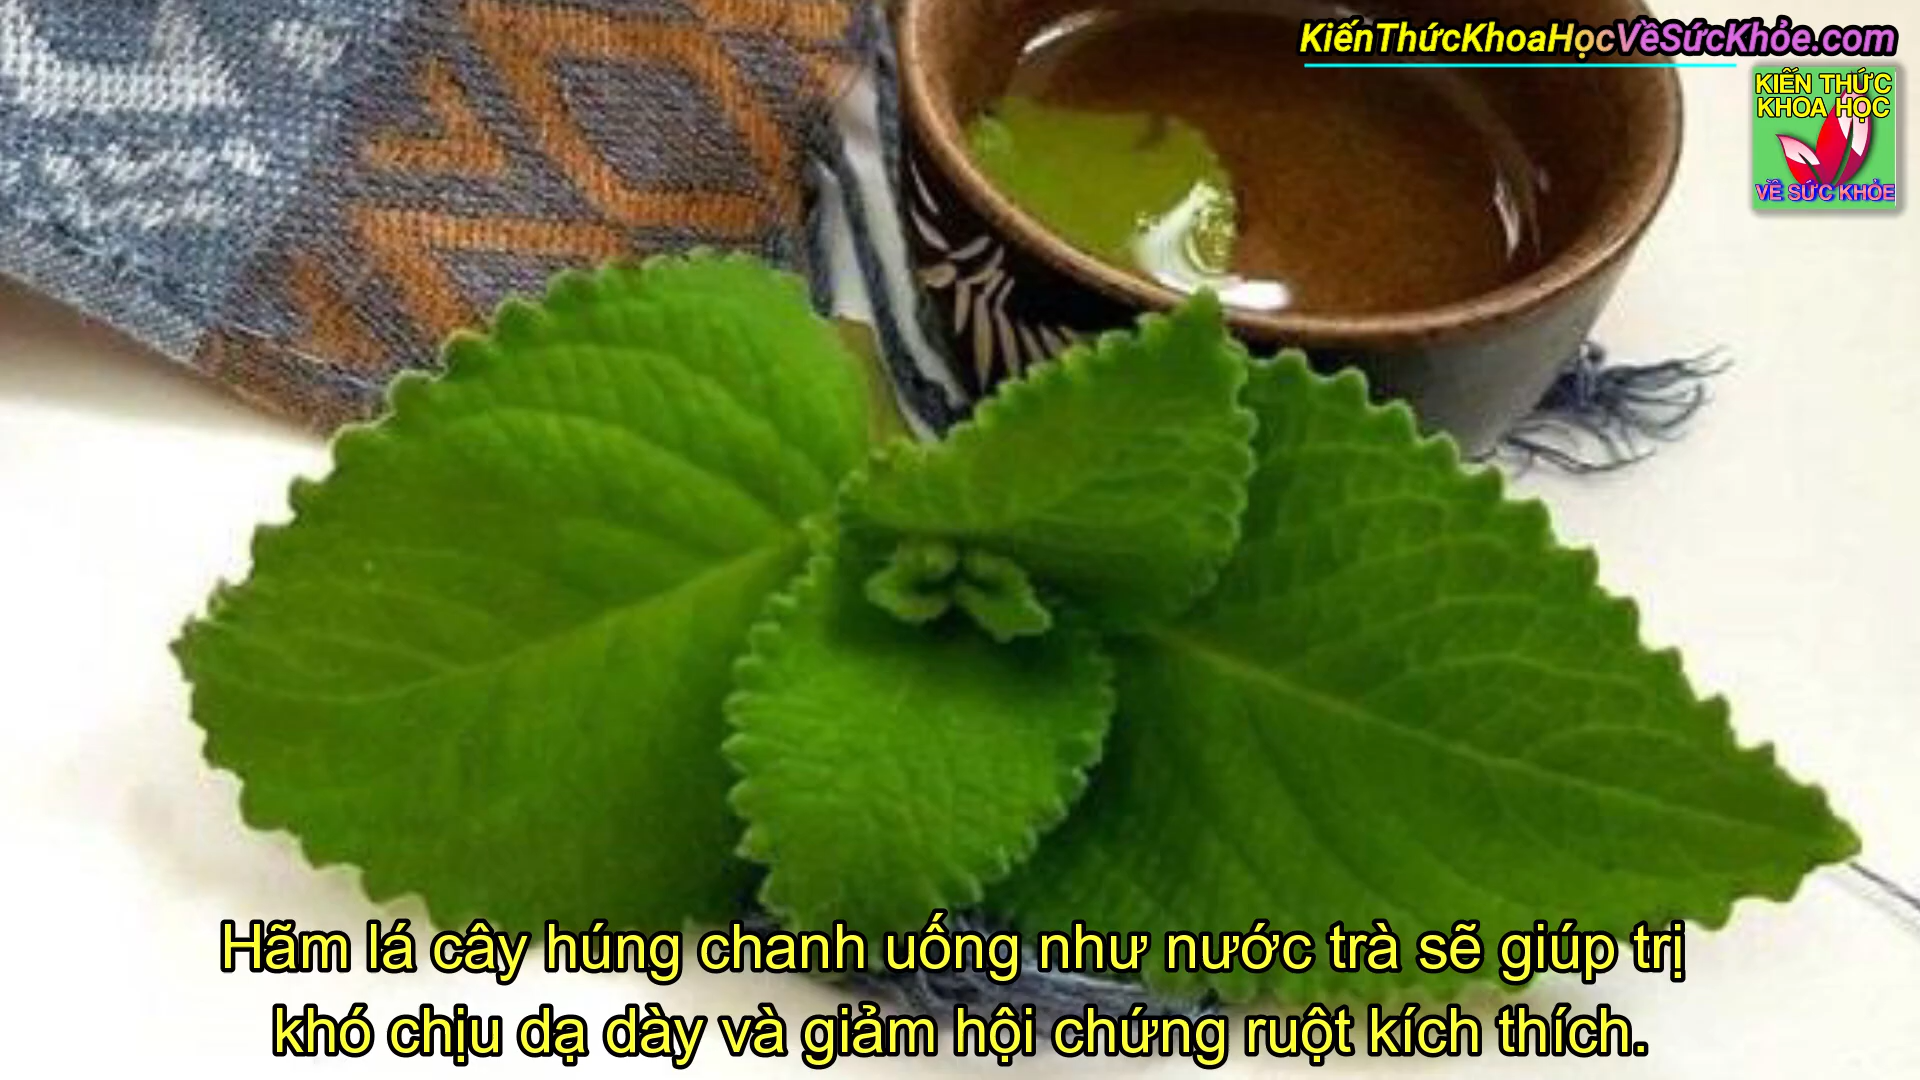 KiếnThứcKhoaHọcVềSứcKhỏe.com
KIẾN THỨC
KHOA HỌC
VỀ SỨC KHỎE
Hãm lá cây húng chanh uống như nước trà sẽ giúp trị
khó chịu dạ dày và giảm hội chứng ruột kích thích.